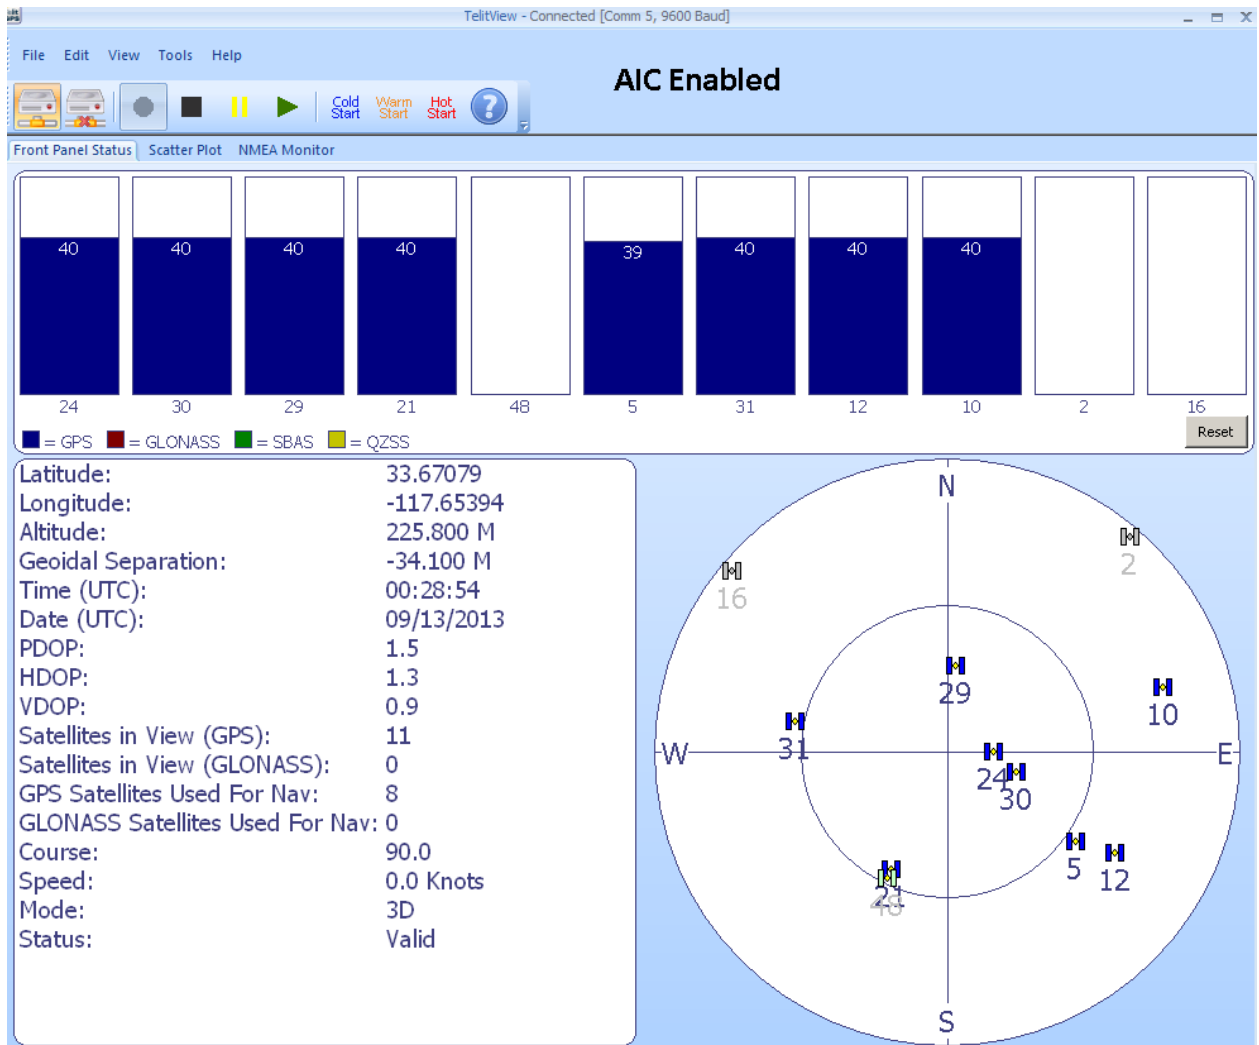 TelitView - Connected [Comm 5, 9600 Baud]
File Edit View Tools Help
AIC Enabled
Cold Start Warm Start Hot Start ?
Front Panel Status Scatter Plot NMEA Monitor
40 40 40 40 39 40 40 40
24 30 29 21 48 5 31 12 10 2 16
= GPS = GLONASS = SBAS = QZSS Reset
Latitude: 33.67079
Longitude: -117.65394
Altitude: 225.800 M
Geoidal Separation: -34.100 M
Time (UTC): 00:28:54
Date (UTC): 09/13/2013
PDOP: 1.5
HDOP: 1.3
VDOP: 0.9
Satellites in View (GPS): 11
Satellites in View (GLONASS): 0
GPS Satellites Used For Nav: 8
GLONASS Satellites Used For Nav: 0
Course: 90.0
Speed: 0.0 Knots
Mode: 3D
Status: Valid
N
2
16
29
10
31
W E
24
30
5 12
21
48
S